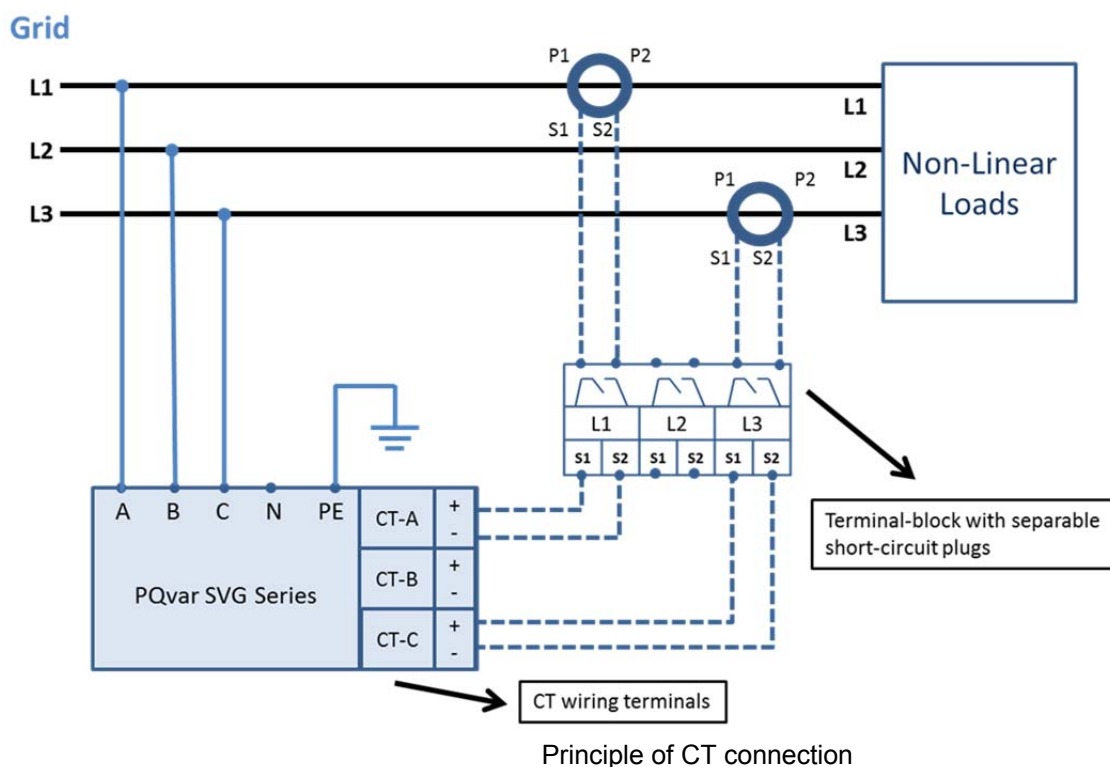 Grid
P1 P2
L1 L1
S1 S2
L2 L2
Non-Linear
Loads
P1 P2
L3 L3
S1 S2
L1 L2 L3
S1 S2 S1 S2 S1 S2
A B C N PE
CT-A + -
CT-B + -
CT-C + -
PQvar SVG Series
Terminal-block with separable
short-circuit plugs
CT wiring terminals
Principle of CT connection